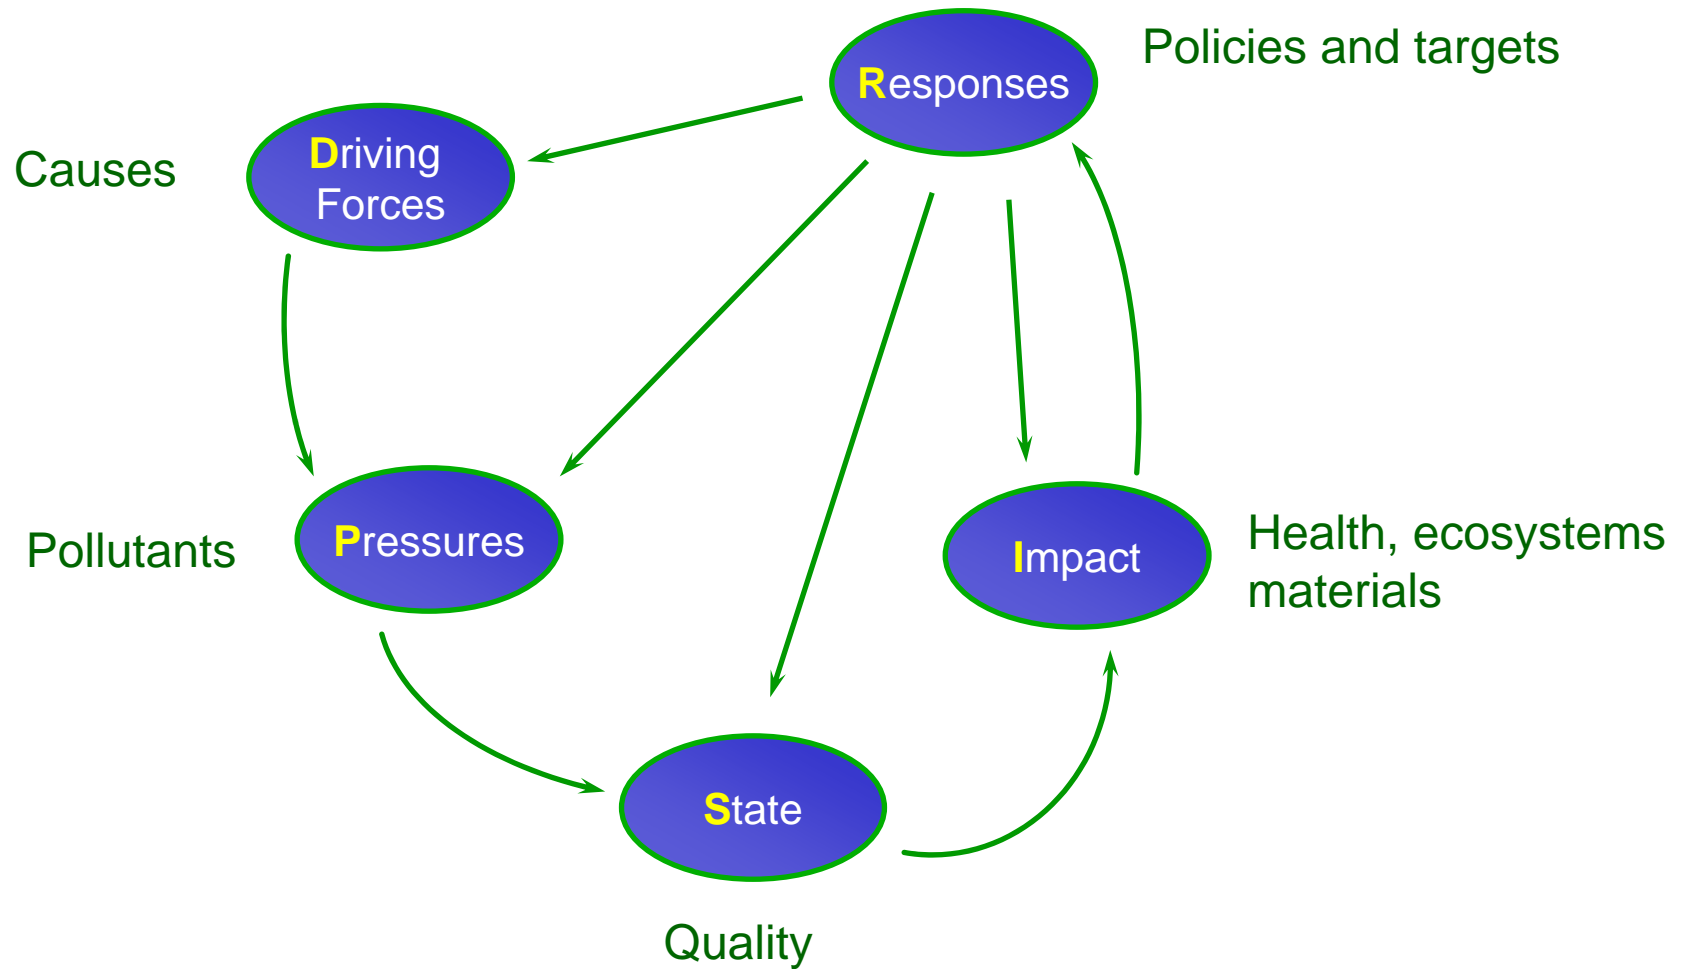 Responses
Policies and targets
Driving
Forces
Causes
Pressures
Pollutants
Impact
Health, ecosystems
materials
State
Quality